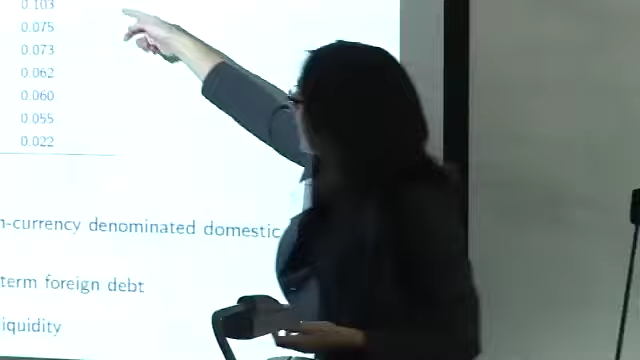 0.103
0.075
0.073
0.062
0.060
0.055
0.022
n-currency denominated domestic
term foreign debt
iquidity